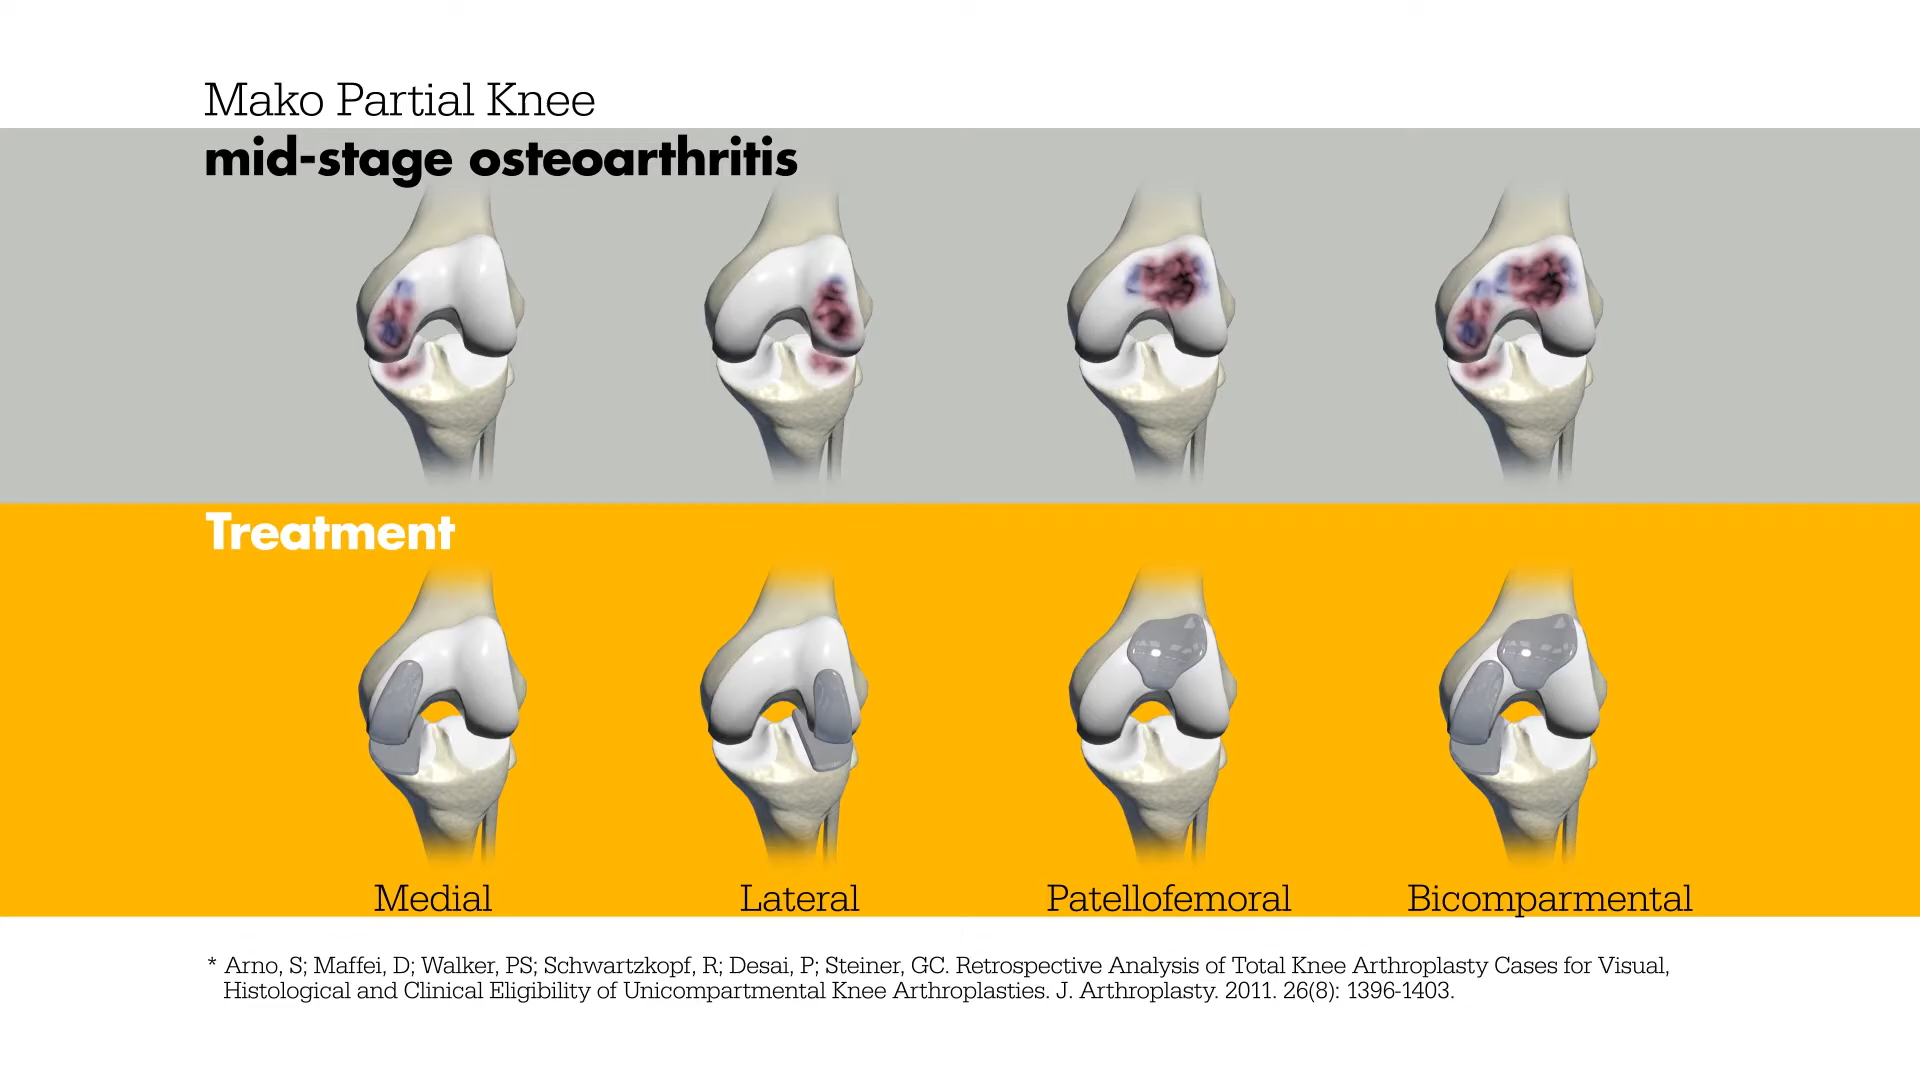 Mako Partial Knee
mid-stage osteoarthritis
Treatment
Medial
Lateral
Patellofemoral
Bicomparmental
* Arno, S; Maffei, D; Walker, PS; Schwartzkopf, R; Desai, P; Steiner, GC. Retrospective Analysis of Total Knee Arthroplasty Cases for Visual,
Histological and Clinical Eligibility of Unicompartmental Knee Arthroplasties. J. Arthroplasty. 2011. 26(8): 1396-1403.